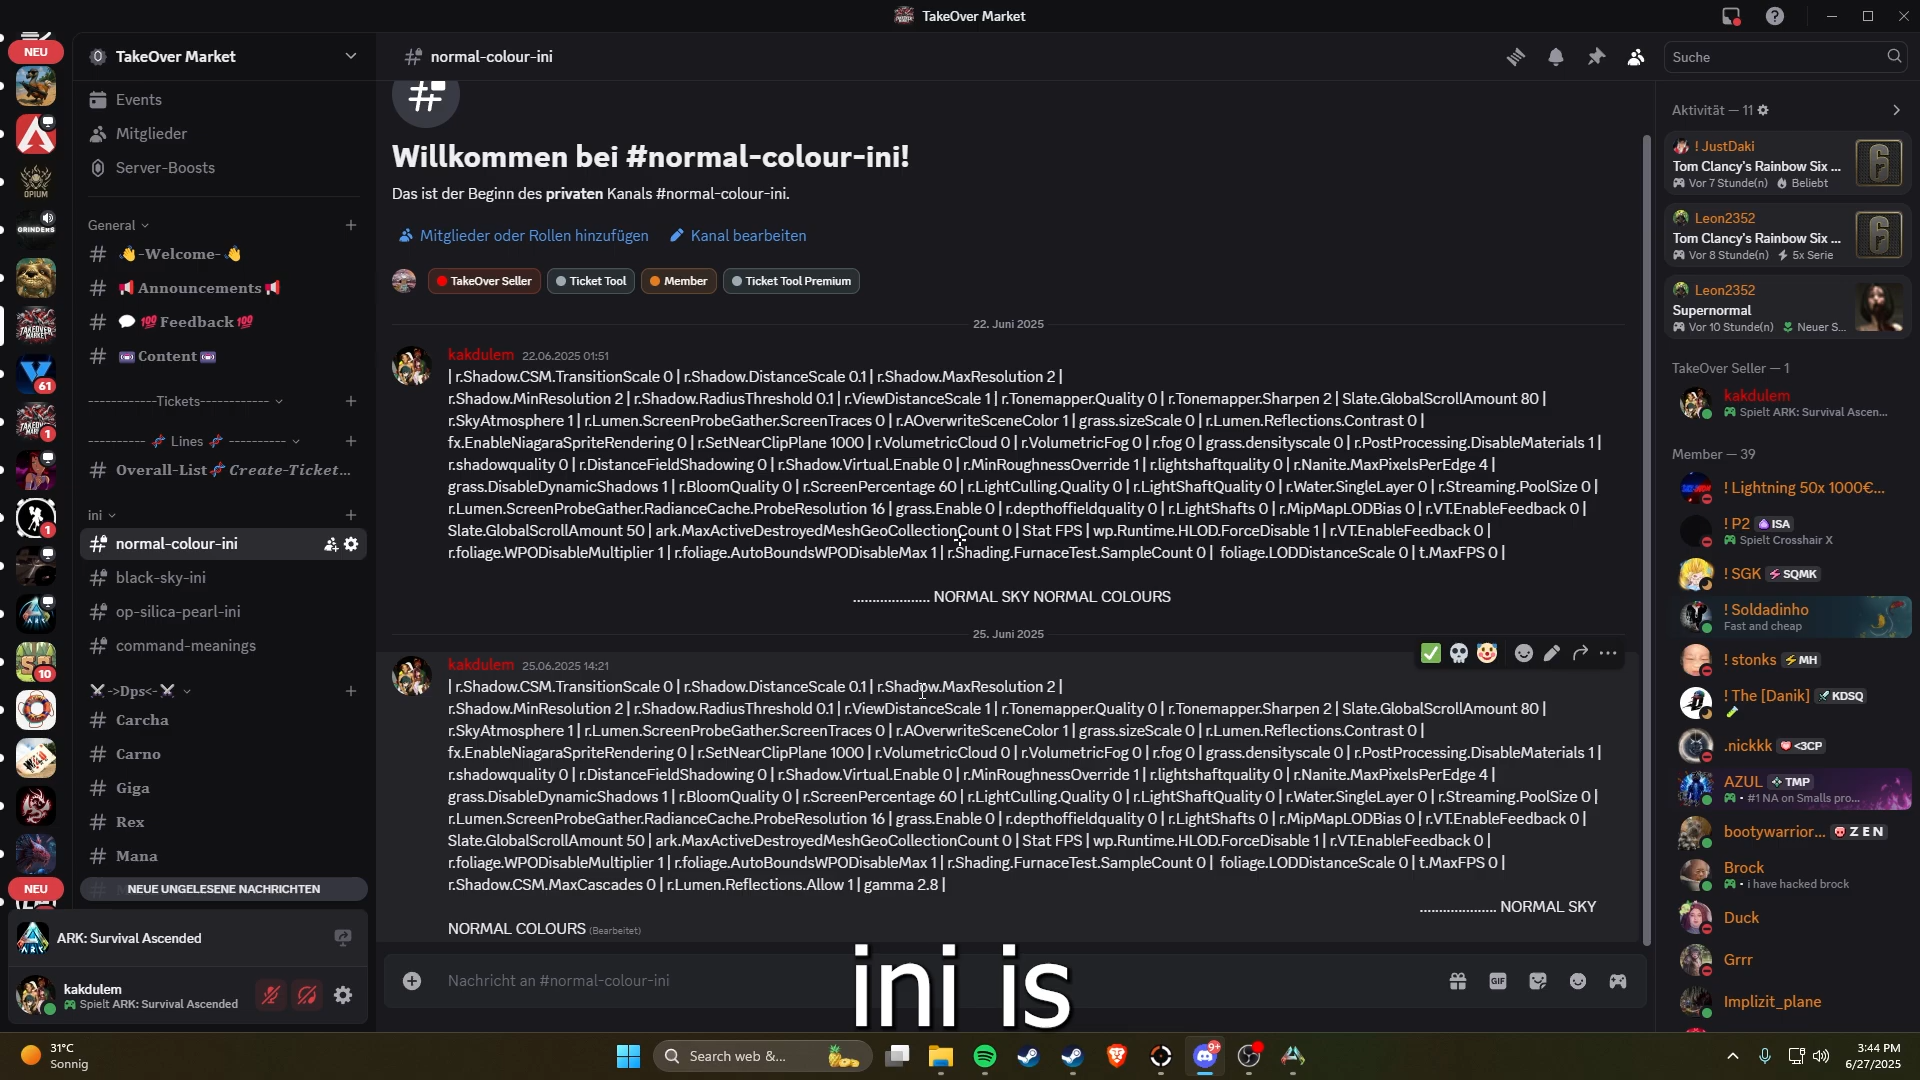 TakeOver Market
NEU
TakeOver Market
Events
Mitglieder
Server-Boosts
General
👋-Welcome-👋
📢Announcements📢
💬💯Feedback💯
Content
------------Tickets------------
---------- 🧬 Lines 🧬 ----------
Overall-List🧬Create-Ticket...
ini
normal-colour-ini
black-sky-ini
op-silica-pearl-ini
command-meanings
⚔->Dps<-⚔
Carcha
Carno
Giga
Rex
Mana
NEU
NEUE UNGELESENE NACHRICHTEN
ARK: Survival Ascended
kakdulem
Spielt ARK: Survival Ascended
OPIUM
GRINDERS
TAKEOVER
MARKET
61
1
1
10
normal-colour-ini
Suche
Willkommen bei #normal-colour-ini!
Das ist der Beginn des privaten Kanals #normal-colour-ini.
Mitglieder oder Rollen hinzufügen
Kanal bearbeiten
TakeOver Seller
Ticket Tool
Member
Ticket Tool Premium
22. Juni 2025
kakdulem 22.06.2025 01:51
| r.Shadow.CSM.TransitionScale 0 | r.Shadow.DistanceScale 0.1 | r.Shadow.MaxResolution 2 |
r.Shadow.MinResolution 2 | r.Shadow.RadiusThreshold 0.1 | r.ViewDistanceScale 1 | r.Tonemapper.Quality 0 | r.Tonemapper.Sharpen 2 | Slate.GlobalScrollAmount 80 |
r.SkyAtmosphere 1 | r.Lumen.ScreenProbeGather.ScreenTraces 0 | r.AOverwriteSceneColor 1 | grass.sizeScale 0 | r.Lumen.Reflections.Contrast 0 |
fx.EnableNiagaraSpriteRendering 0 | r.SetNearClipPlane 1000 | r.VolumetricCloud 0 | r.VolumetricFog 0 | r.fog 0 | grass.densityscale 0 | r.PostProcessing.DisableMaterials 1 |
r.shadowquality 0 | r.DistanceFieldShadowing 0 | r.Shadow.Virtual.Enable 0 | r.MinRoughnessOverride 1 | r.lightshaftquality 0 | r.Nanite.MaxPixelsPerEdge 4 |
grass.DisableDynamicShadows 1 | r.BloomQuality 0 | r.ScreenPercentage 60 | r.LightCulling.Quality 0 | r.LightShaftQuality 0 | r.Water.SingleLayer 0 | r.Streaming.PoolSize 0 |
r.Lumen.ScreenProbeGather.RadianceCache.ProbeResolution 16 | grass.Enable 0 | r.depthoffieldquality 0 | r.LightShafts 0 | r.MipMapLODBias 0 | r.VT.EnableFeedback 0 |
Slate.GlobalScrollAmount 50 | ark.MaxActiveDestroyedMeshGeoCollectionCount 0 | Stat FPS | wp.Runtime.HLOD.ForceDisable 1 | r.VT.EnableFeedback 0 |
r.foliage.WPODisableMultiplier 1 | r.foliage.AutoBoundsWPODisableMax 1 | r.Shading.FurnaceTest.SampleCount 0 | foliage.LODDistanceScale 0 | t.MaxFPS 0 |
.................... NORMAL SKY NORMAL COLOURS
25. Juni 2025
kakdulem 25.06.2025 14:21
| r.Shadow.CSM.TransitionScale 0 | r.Shadow.DistanceScale 0.1 | r.Shadow.MaxResolution 2 |
r.Shadow.MinResolution 2 | r.Shadow.RadiusThreshold 0.1 | r.ViewDistanceScale 1 | r.Tonemapper.Quality 0 | r.Tonemapper.Sharpen 2 | Slate.GlobalScrollAmount 80 |
r.SkyAtmosphere 1 | r.Lumen.ScreenProbeGather.ScreenTraces 0 | r.AOverwriteSceneColor 1 | grass.sizeScale 0 | r.Lumen.Reflections.Contrast 0 |
fx.EnableNiagaraSpriteRendering 0 | r.SetNearClipPlane 1000 | r.VolumetricCloud 0 | r.VolumetricFog 0 | r.fog 0 | grass.densityscale 0 | r.PostProcessing.DisableMaterials 1 |
r.shadowquality 0 | r.DistanceFieldShadowing 0 | r.Shadow.Virtual.Enable 0 | r.MinRoughnessOverride 1 | r.lightshaftquality 0 | r.Nanite.MaxPixelsPerEdge 4 |
grass.DisableDynamicShadows 1 | r.BloomQuality 0 | r.ScreenPercentage 60 | r.LightCulling.Quality 0 | r.LightShaftQuality 0 | r.Water.SingleLayer 0 | r.Streaming.PoolSize 0 |
r.Lumen.ScreenProbeGather.RadianceCache.ProbeResolution 16 | grass.Enable 0 | r.depthoffieldquality 0 | r.LightShafts 0 | r.MipMapLODBias 0 | r.VT.EnableFeedback 0 |
Slate.GlobalScrollAmount 50 | ark.MaxActiveDestroyedMeshGeoCollectionCount 0 | Stat FPS | wp.Runtime.HLOD.ForceDisable 1 | r.VT.EnableFeedback 0 |
r.foliage.WPODisableMultiplier 1 | r.foliage.AutoBoundsWPODisableMax 1 | r.Shading.FurnaceTest.SampleCount 0 | foliage.LODDistanceScale 0 | t.MaxFPS 0 |
r.Shadow.CSM.MaxCascades 0 | r.Lumen.Reflections.Allow 1 | gamma 2.8 |
.................... NORMAL SKY
NORMAL COLOURS (Bearbeitet)
Nachricht an #normal-colour-ini
GIF
ini is
Aktivität — 11
! JustDaki
Tom Clancy's Rainbow Six ...
Vor 7 Stunde(n) Beliebt
Leon2352
Tom Clancy's Rainbow Six ...
Vor 8 Stunde(n) 5x Serie
Leon2352
Supernormal
Vor 10 Stunde(n) Neuer S...
TakeOver Seller — 1
kakdulem
Spielt ARK: Survival Ascen...
Member — 39
! Lightning 50x 1000€...
! P2 ISA
Spielt Crosshair X
! SGK SQMK
! Soldadinho
Fast and cheap
! stonks MH
! The [Danik] KDSQ
.nickkk <3CP
AZUL TMP
• #1 NA on Smalls pro...
bootywarrior... Z E N
Brock
• i have hacked brock
Duck
Grrr
Implizit_plane
31°C
Sonnig
Search web &...
9+
3:44 PM
6/27/2025